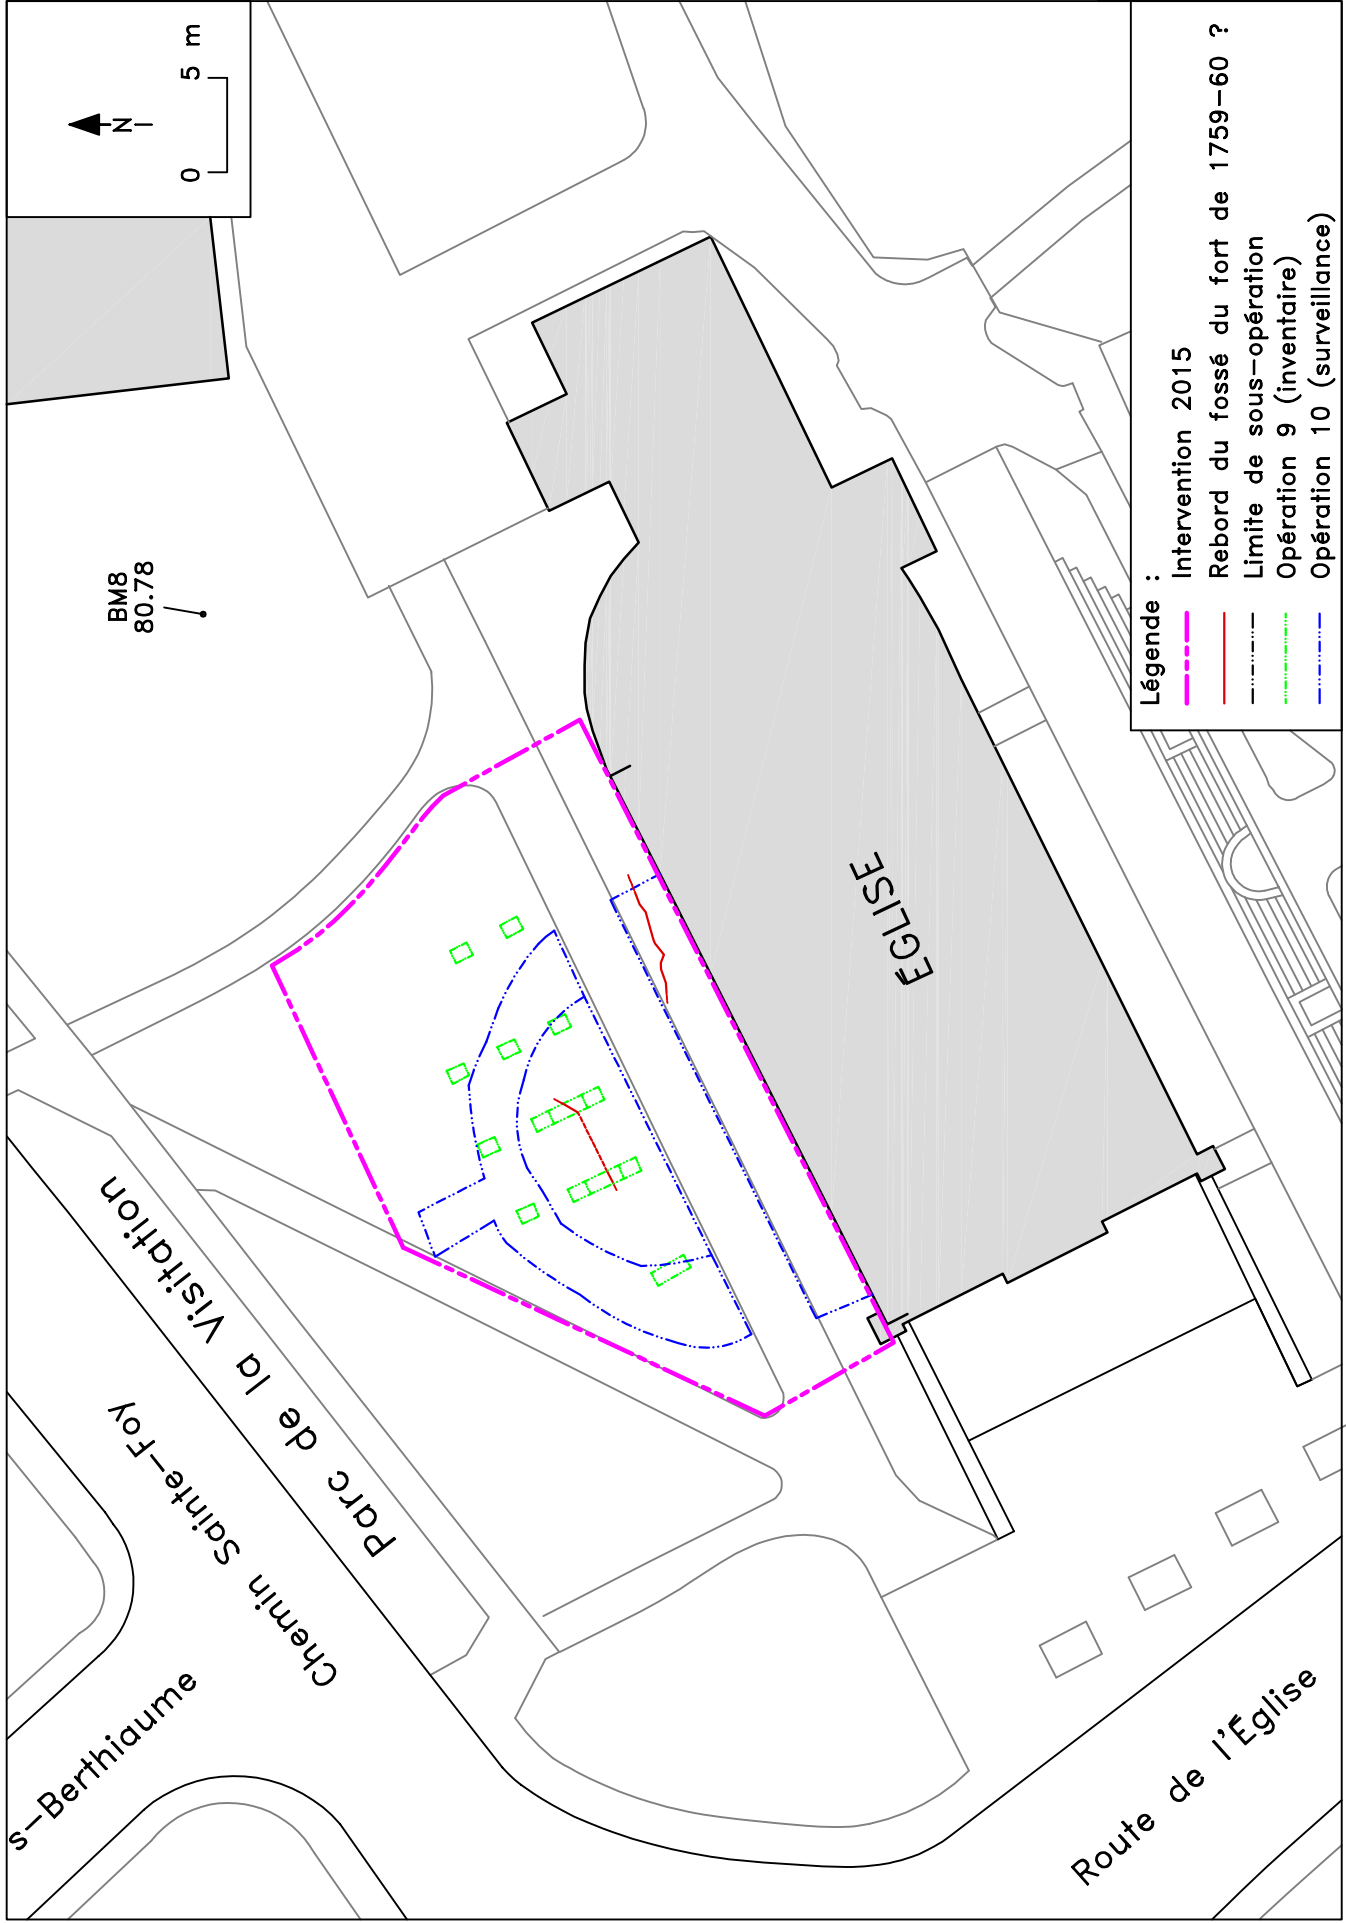 N
0 5 m
BM8
80.78
ÉGLISE
Parc de la Visitation
Chemin Sainte-Foy
s-Berthiaume
Route de l'Église
Légende :
Intervention 2015
Rebord du fossé du fort de 1759-60 ?
Limite de sous-opération
Opération 9 (inventaire)
Opération 10 (surveillance)